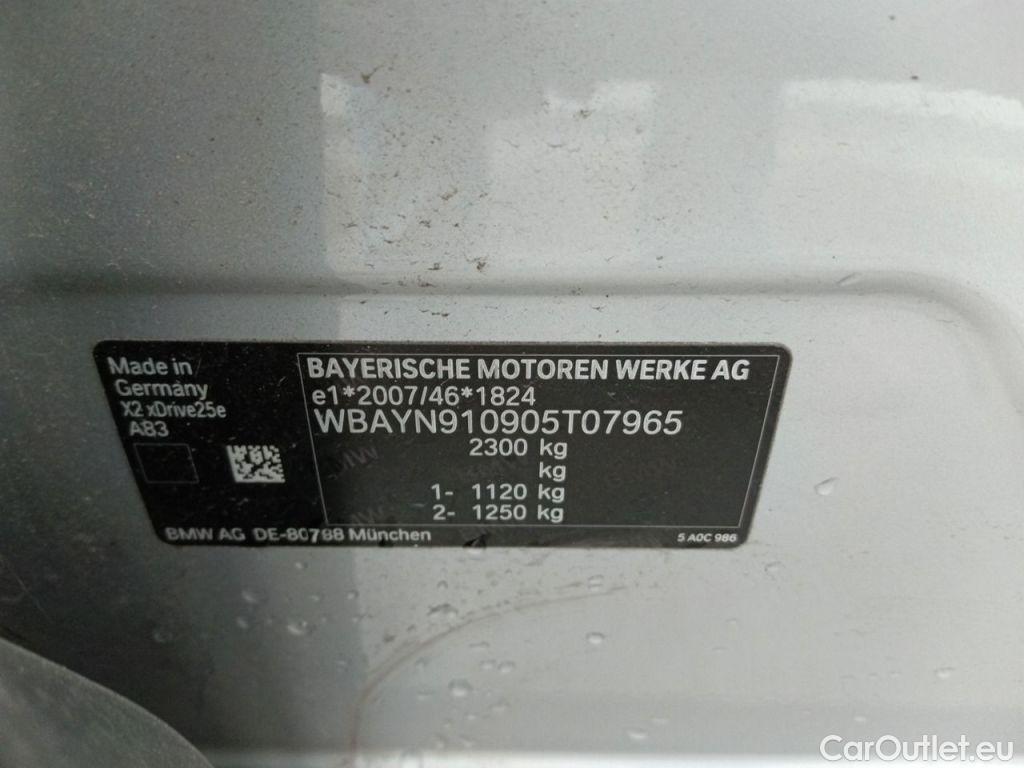 Made in
Germany
X2 xDrive25e
A83
BAYERISCHE MOTOREN WERKE AG
e1*2007/46*1824
WBAYN910905T07965
2300 kg
kg
1- 1120 kg
2- 1250 kg
BMW AG DE-80788 München
5 A0C 986
CarOutlet.eu